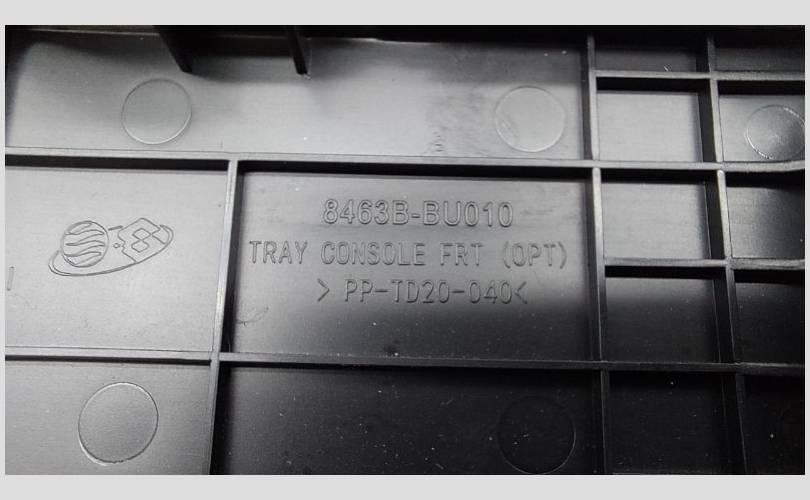 8463B-BU010
TRAY CONSOLE FRT (OPT)
> PP-TD20-040<